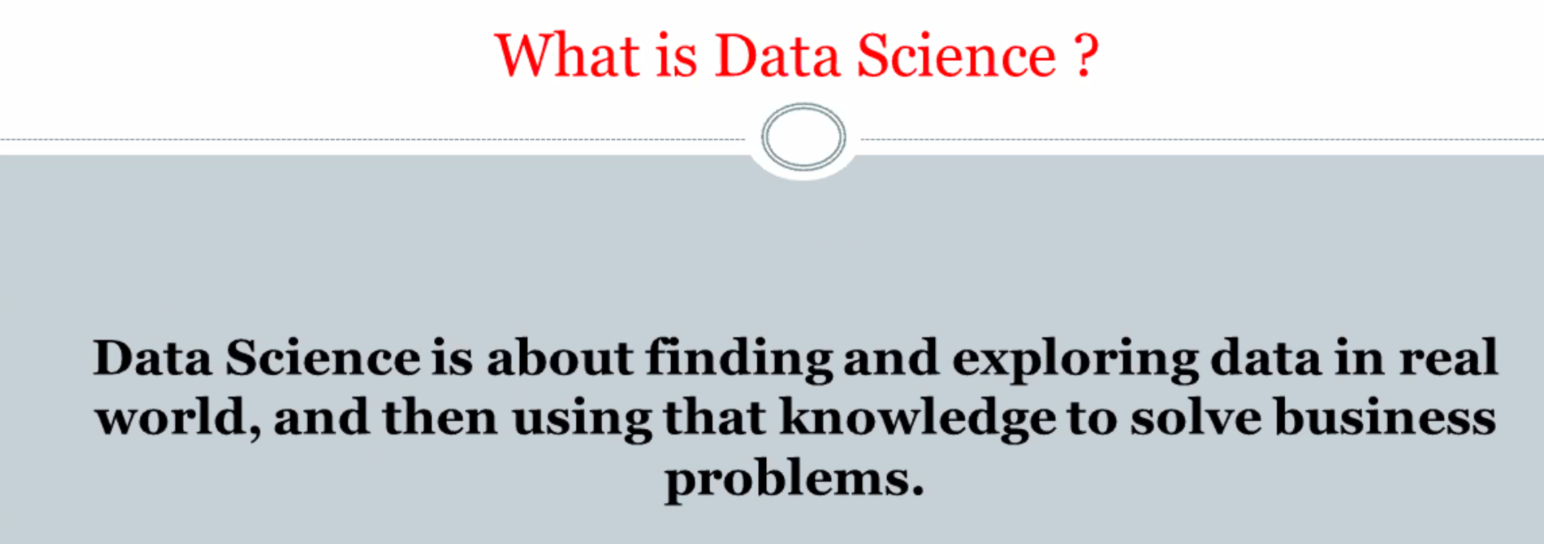 What is Data Science ?
Data Science is about finding and exploring data in real
world, and then using that knowledge to solve business
problems.